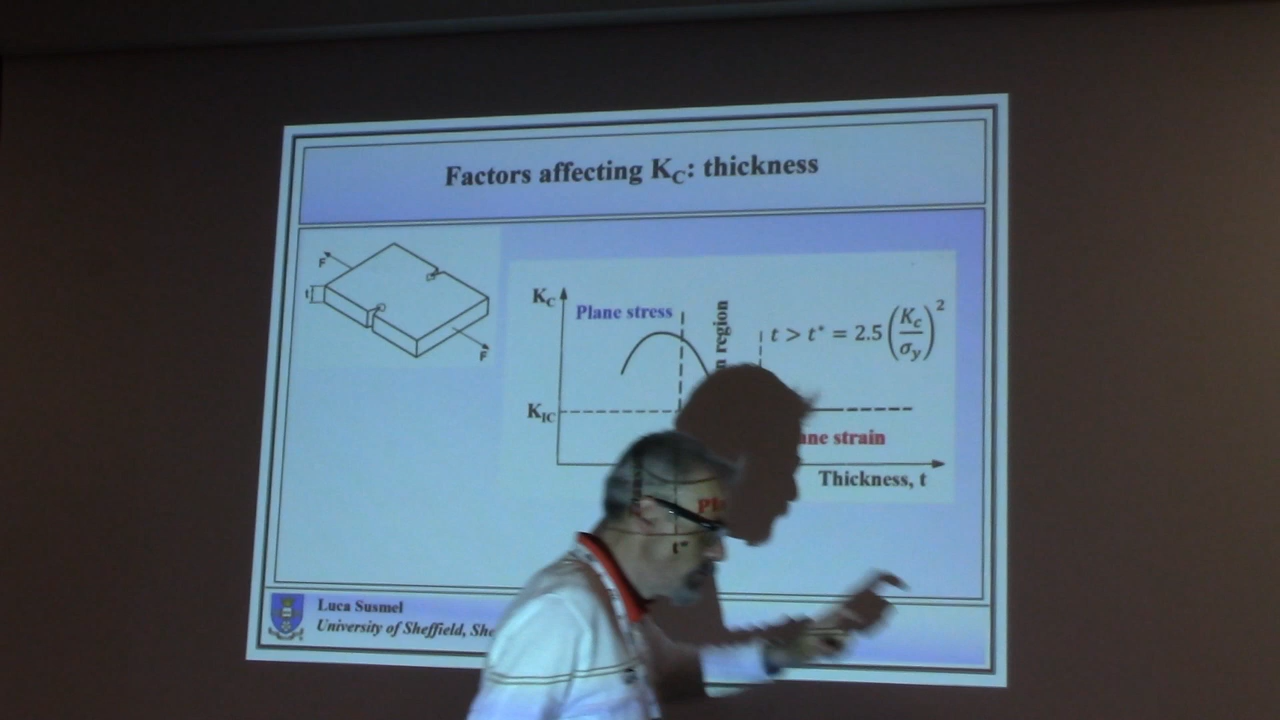 Factors affecting K_C: thickness
F
t
F
K_C
Plane stress
n region
t > t* = 2.5 (K_c / σ_y)^2
K_IC
ane strain
Thickness, t
Pl
t*
Luca Susmel
University of Sheffield, She